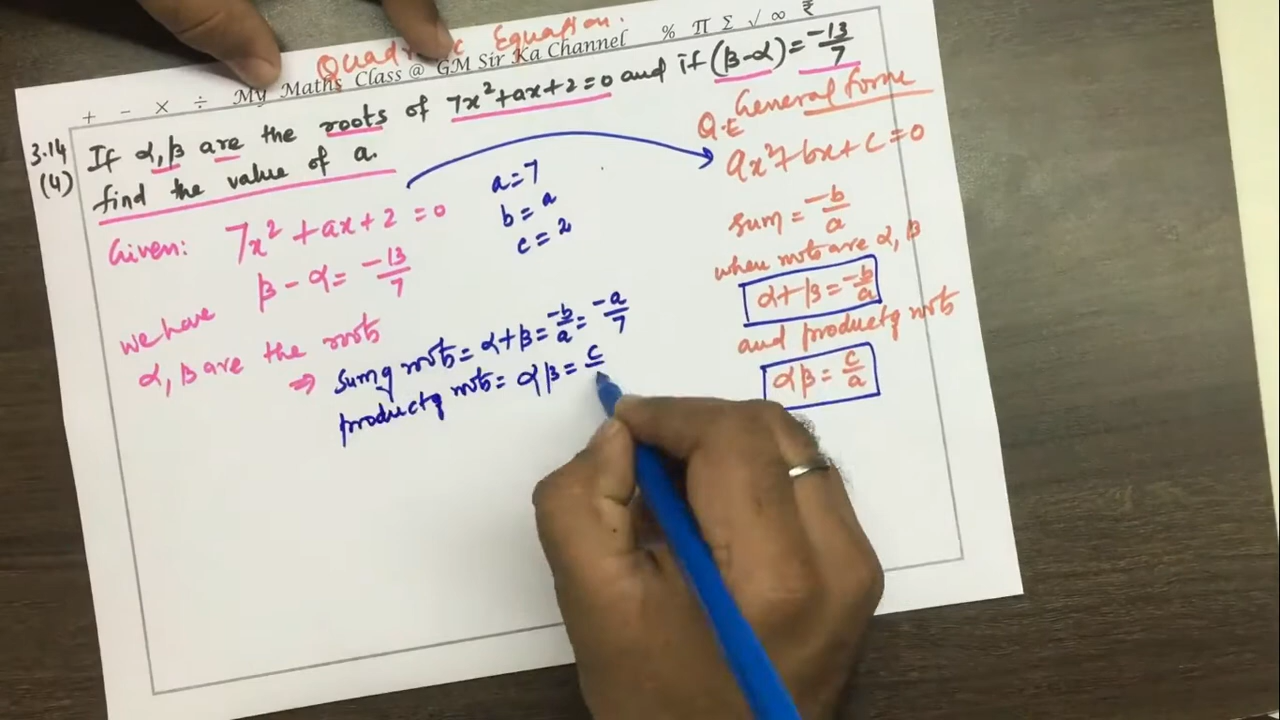 Quadratic Equation.
My Maths Class @ GM Sir Ka Channel
+ − × ÷
% Π Σ √ ∞ ₹
3.14
(4)
If α, β are the roots of 7x² + ax + 2 = 0 and if (β-α) = -13/7
find the value of a.
Given: 7x² + ax + 2 = 0
β - α = -13/7
we have
α, β are the roots
a = 7
b = a
c = 2
⇒ Sum of roots = α + β = -b/a = -a/7
product of roots = αβ = c
General form
Q.E
ax² + bx + c = 0
sum = -b/a
when roots are α, β
α + β = -b/a
and product of roots
αβ = c/a